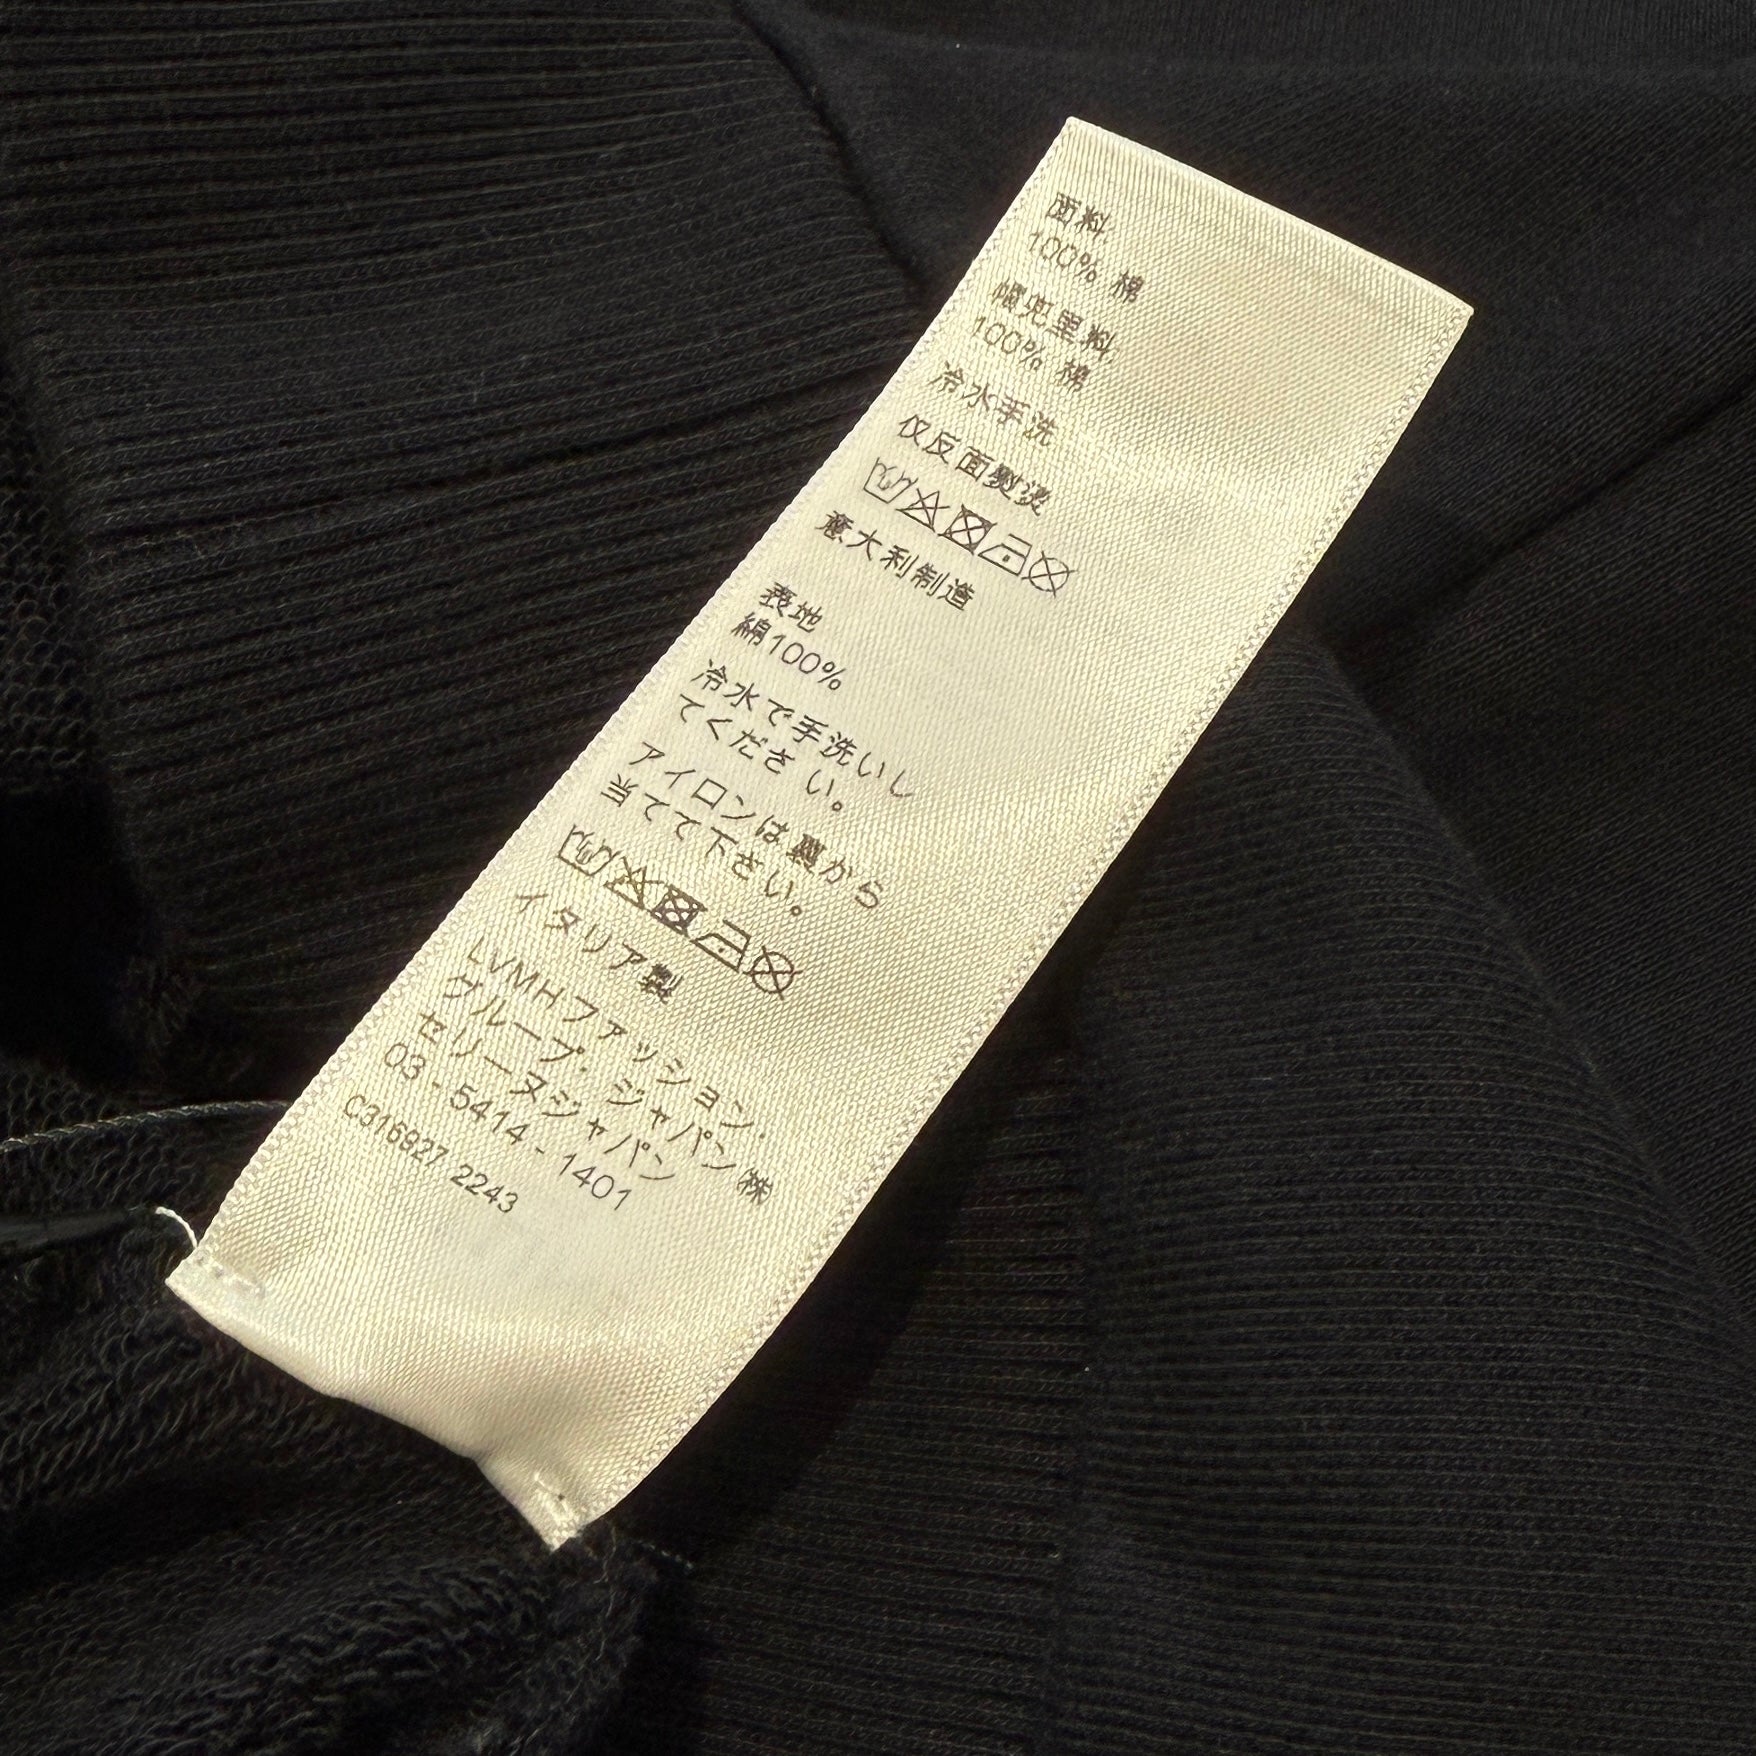 面料
100% 棉
帽兜里料
100% 棉
冷水手洗
仅反面熨烫
意大利制造
表地
綿100%
冷水で手洗いし
てください。
アイロンは裏から
当てて下さい。
イタリア製
LVMHファッション.
グループ.ジャパン㈱
セリーヌジャパン
03 - 5414 - 1401
C316927 2243